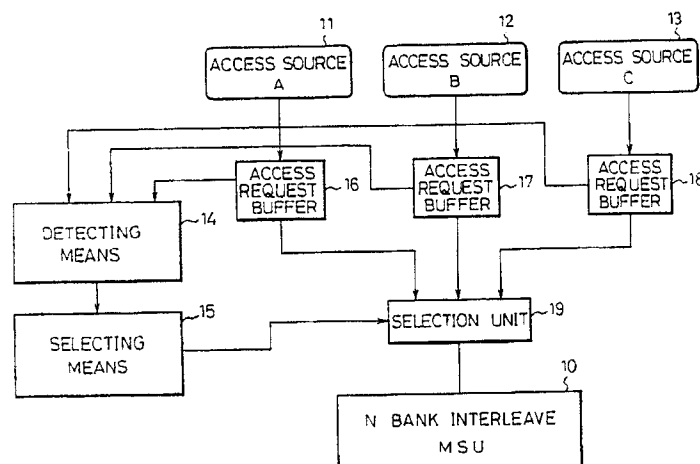 11
12
13
ACCESS SOURCE
A
ACCESS SOURCE
B
ACCESS SOURCE
C
ACCESS
REQUEST
BUFFER
16
ACCESS
REQUEST
BUFFER
17
ACCESS
REQUEST
BUFFER
18
DETECTING
MEANS
14
SELECTING
MEANS
15
SELECTION UNIT
19
10
N BANK INTERLEAVE
MSU